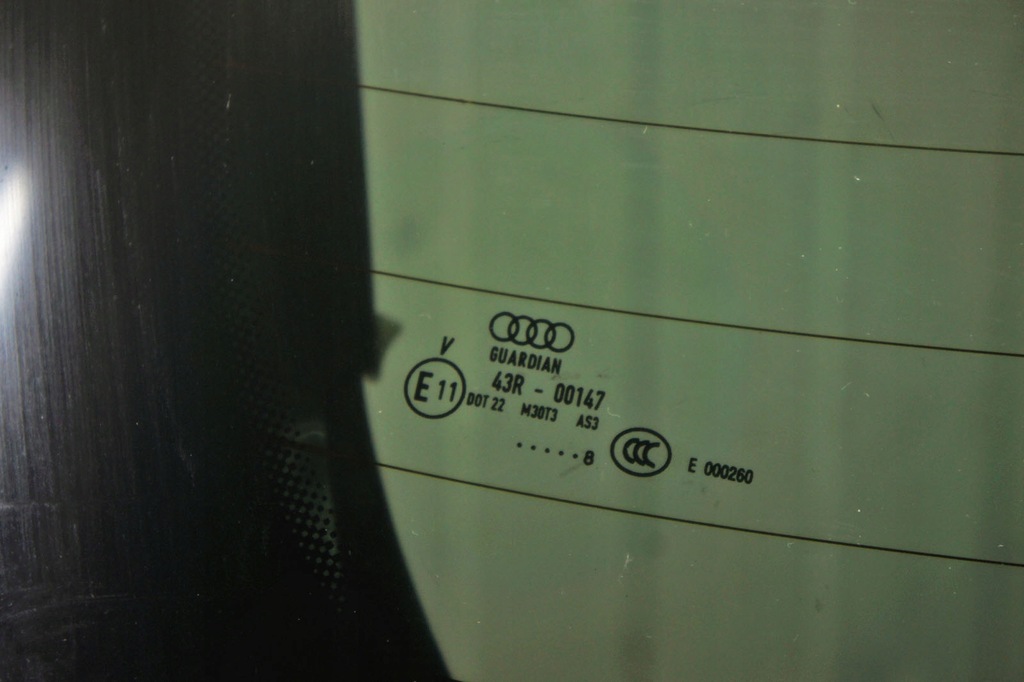 V
GUARDIAN
E 11
43R - 00147
DOT 22 M30T3 AS3
.....8
CCC
E 000260